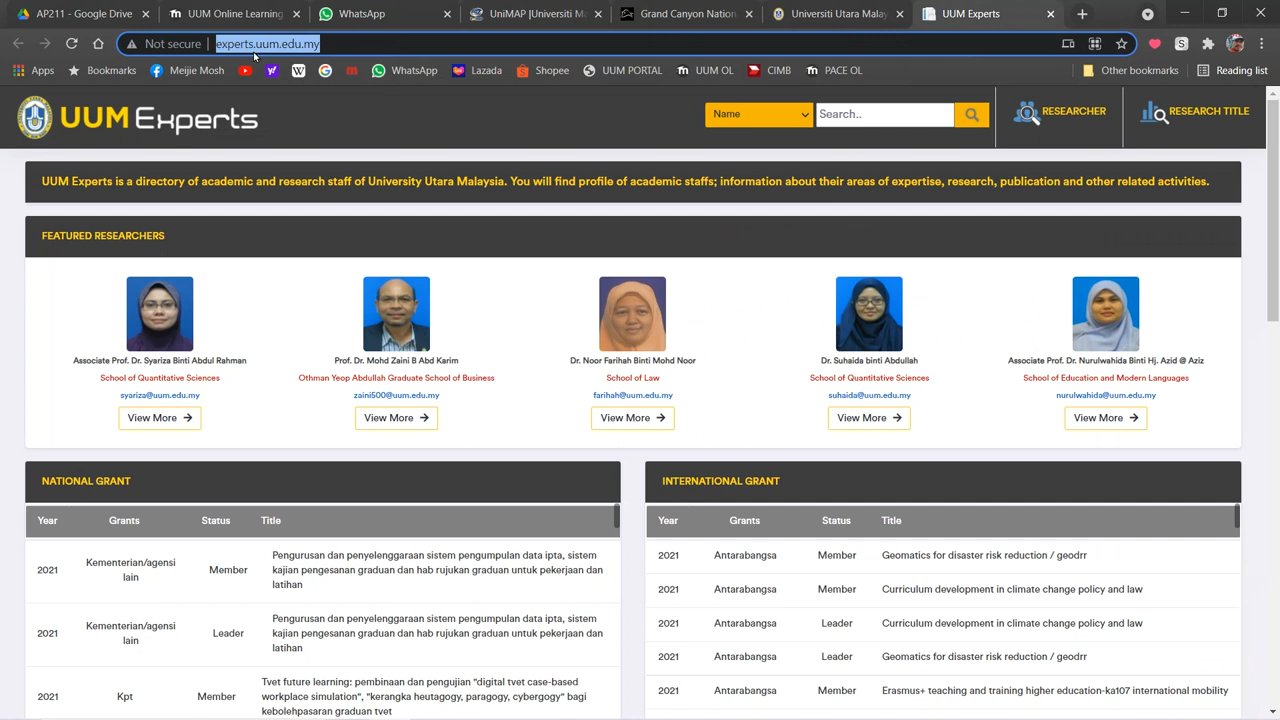 AP211 - Google Drive
UUM Online Learning
WhatsApp
UniMAP |Universiti M
Grand Canyon Nation
Universiti Utara Malay
UUM Experts
Not secure
experts.uum.edu.my
Apps
Bookmarks
Meijie Mosh
WhatsApp
Lazada
Shopee
UUM PORTAL
UUM OL
CIMB
PACE OL
Other bookmarks
Reading list
UUM Experts
Name
Search..
RESEARCHER
RESEARCH TITLE
UUM Experts is a directory of academic and research staff of University Utara Malaysia. You will find profile of academic staffs; information about their areas of expertise, research, publication and other related activities.
FEATURED RESEARCHERS
Associate Prof. Dr. Syariza Binti Abdul Rahman
School of Quantitative Sciences
syariza@uum.edu.my
View More
Prof. Dr. Mohd Zaini B Abd Karim
Othman Yeop Abdullah Graduate School of Business
zaini500@uum.edu.my
View More
Dr. Noor Farihah Binti Mohd Noor
School of Law
farihah@uum.edu.my
View More
Dr. Suhaida binti Abdullah
School of Quantitative Sciences
suhaida@uum.edu.my
View More
Associate Prof. Dr. Nurulwahida Binti Hj. Azid @ Aziz
School of Education and Modern Languages
nurulwahida@uum.edu.my
View More
NATIONAL GRANT
Year Grants Status Title
2021 Kementerian/agensi lain Member Pengurusan dan penyelenggaraan sistem pengumpulan data ipta, sistem
kajian pengesanan graduan dan hab rujukan graduan untuk pekerjaan dan
latihan
2021 Kementerian/agensi lain Leader Pengurusan dan penyelenggaraan sistem pengumpulan data ipta, sistem
kajian pengesanan graduan dan hab rujukan graduan untuk pekerjaan dan
latihan
2021 Kpt Member Tvet future learning: pembinaan dan pengujian "digital tvet case-based
workplace simulation", "kerangka heutagogy, paragogy, cybergogy" bagi
kebolehpasaran graduan tvet
INTERNATIONAL GRANT
Year Grants Status Title
2021 Antarabangsa Member Geomatics for disaster risk reduction / geodrr
2021 Antarabangsa Member Curriculum development in climate change policy and law
2021 Antarabangsa Leader Curriculum development in climate change policy and law
2021 Antarabangsa Leader Geomatics for disaster risk reduction / geodrr
2021 Antarabangsa Member Erasmus+ teaching and training higher education-ka107 international mobility